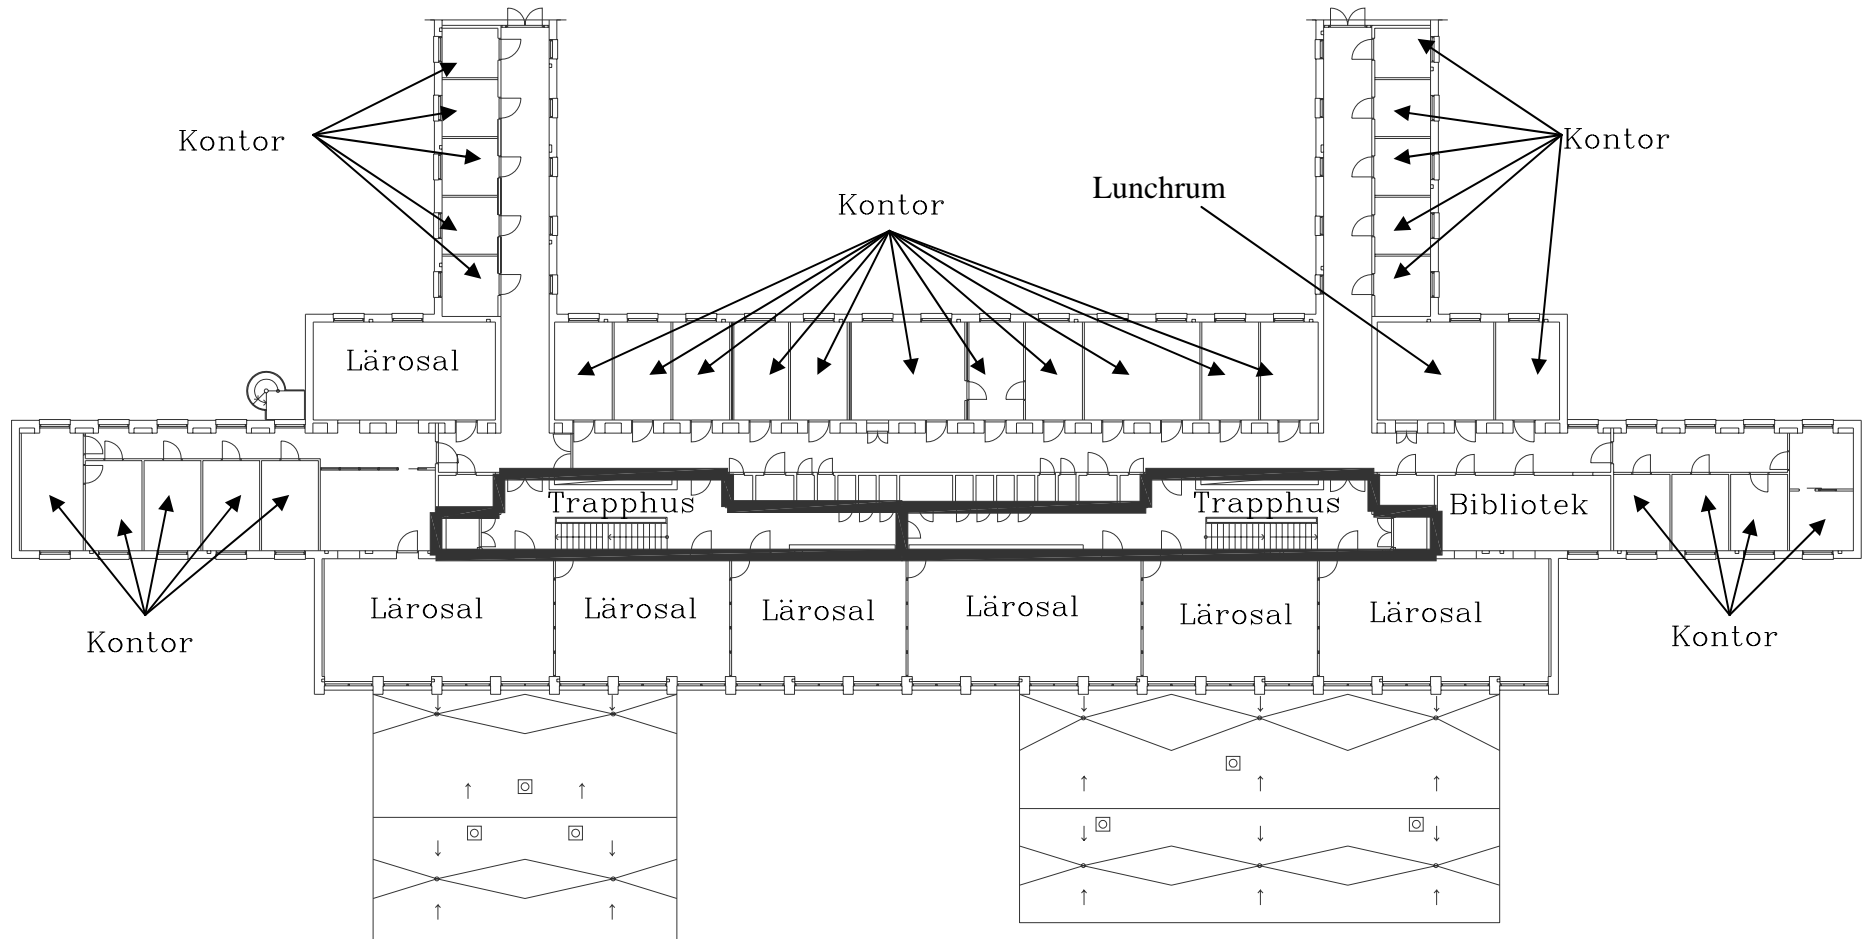 Kontor
Kontor
Kontor
Lunchrum
Lärosal
Trapphus
Trapphus
Bibliotek
Lärosal
Lärosal
Lärosal
Lärosal
Lärosal
Lärosal
Kontor
Kontor